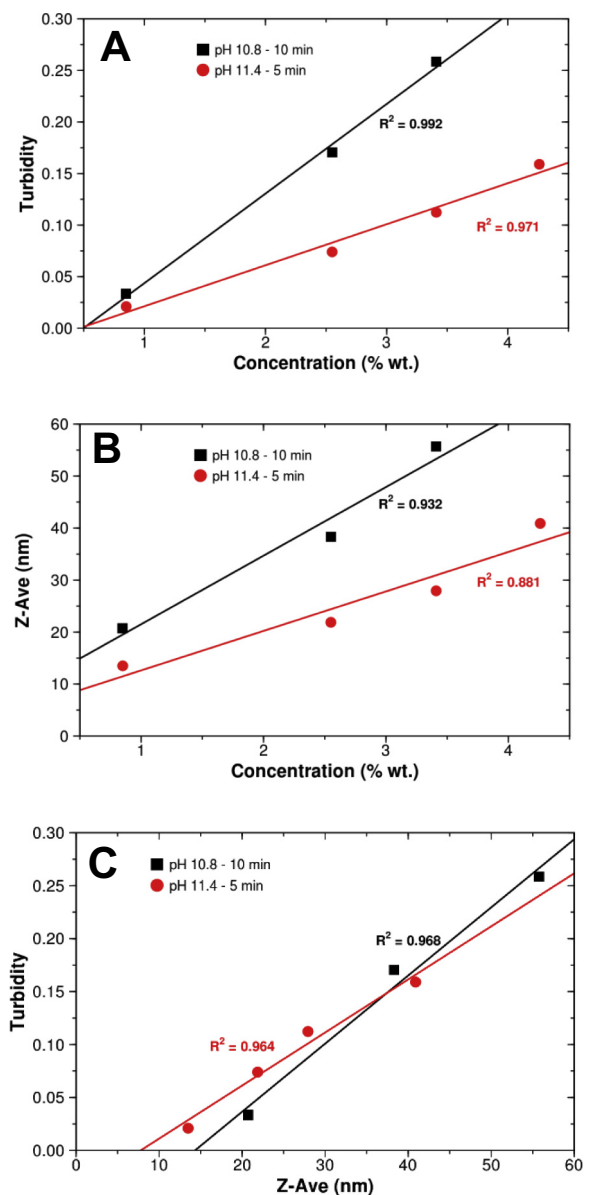 A
pH 10.8 - 10 min
pH 11.4 - 5 min
R² = 0.992
R² = 0.971
0.30
0.25
0.20
0.15
0.10
0.05
0.00
Turbidity
1 2 3 4
Concentration (% wt.)
B
pH 10.8 - 10 min
pH 11.4 - 5 min
R² = 0.932
R² = 0.881
60
50
40
30
20
10
0
Z-Ave (nm)
1 2 3 4
Concentration (% wt.)
C
pH 10.8 - 10 min
pH 11.4 - 5 min
R² = 0.968
R² = 0.964
0.30
0.25
0.20
0.15
0.10
0.05
0.00
Turbidity
0 10 20 30 40 50 60
Z-Ave (nm)